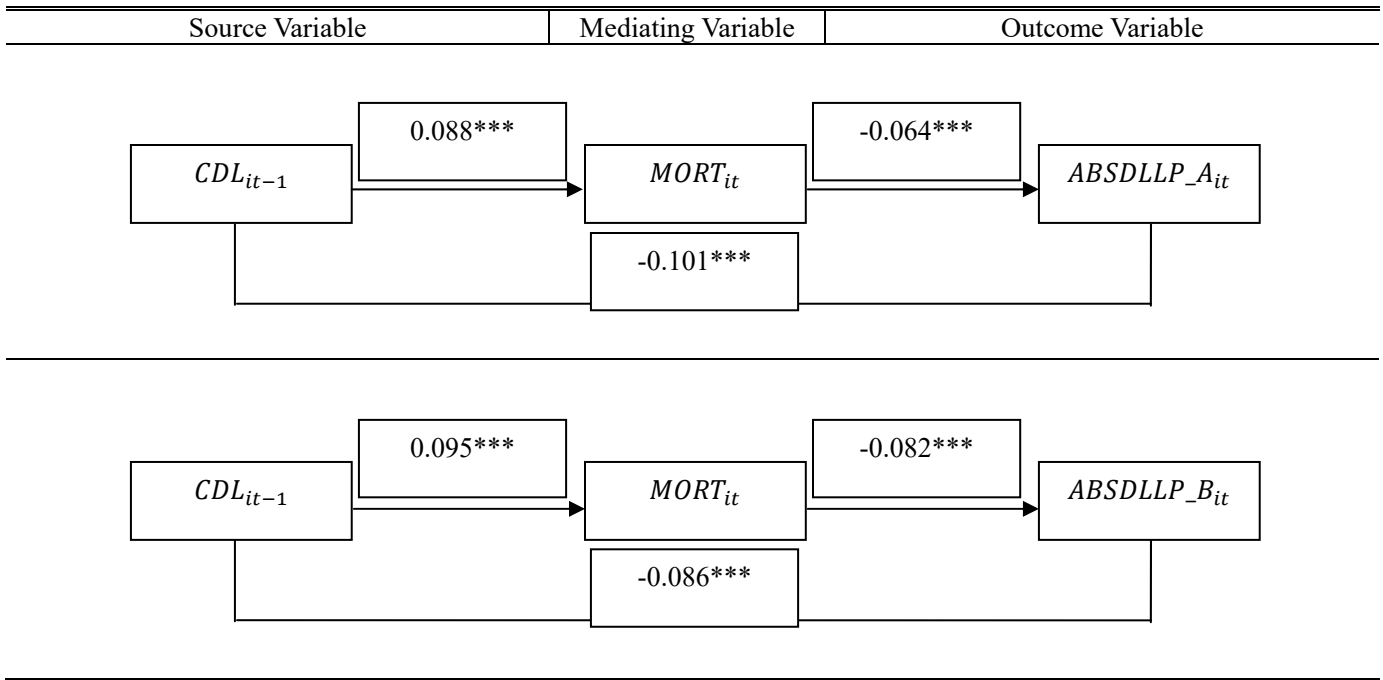 Source Variable Mediating Variable Outcome Variable
0.088*** -0.064***
CDL_{it−1} MORT_{it} ABSDLLP_A_{it}
-0.101***
0.095*** -0.082***
CDL_{it−1} MORT_{it} ABSDLLP_B_{it}
-0.086***